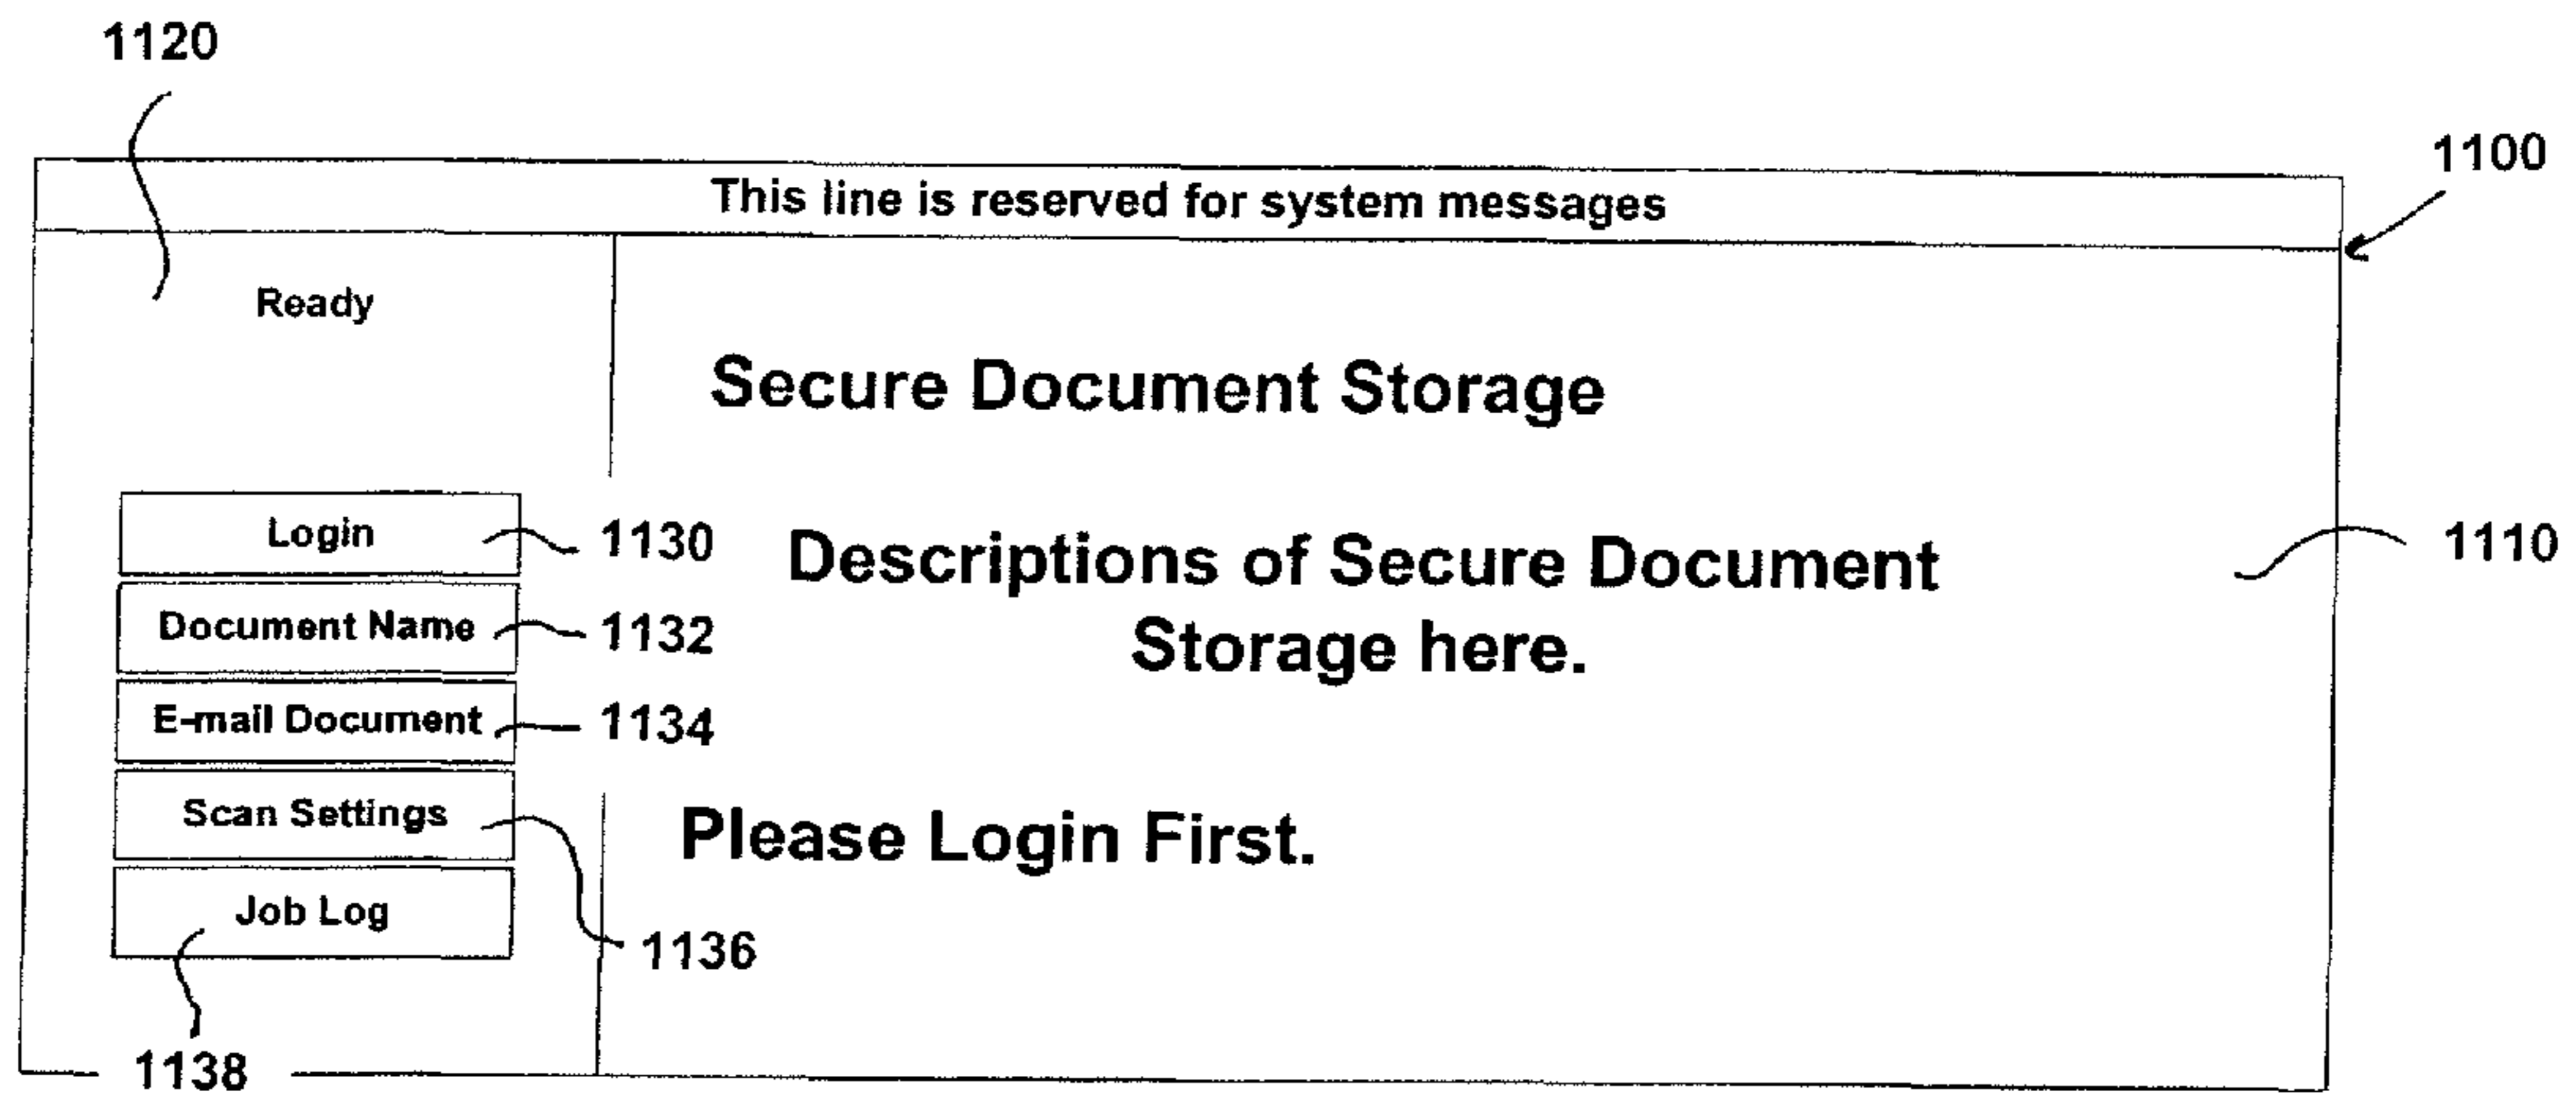 1120
1100
This line is reserved for system messages
Ready
Secure Document Storage
Login
1130
Descriptions of Secure Document
Storage here.
1110
Document Name
1132
E-mail Document
1134
Scan Settings
1136
Please Login First.
Job Log
1138